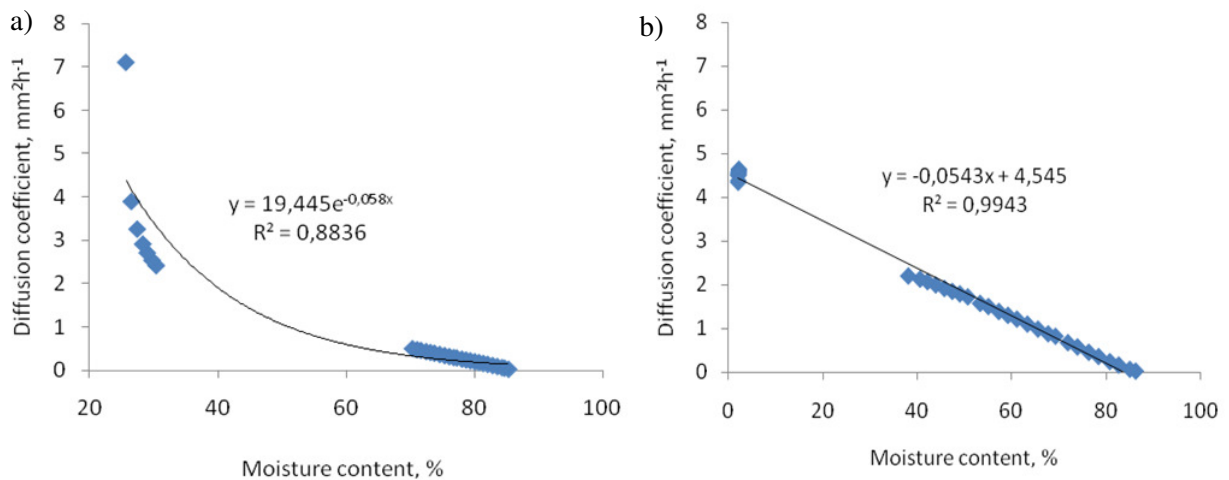 a)
Diffusion coefficient, mm²h⁻¹
8
7
6
5
4
3
2
1
0
y = 19,445e⁻⁰,⁰⁵⁸ˣ
R² = 0,8836
20
40
60
80
100
Moisture content, %
b)
Diffusion coefficient, mm²h⁻¹
8
7
6
5
4
3
2
1
0
y = -0,0543x + 4,545
R² = 0,9943
0
20
40
60
80
100
Moisture content, %